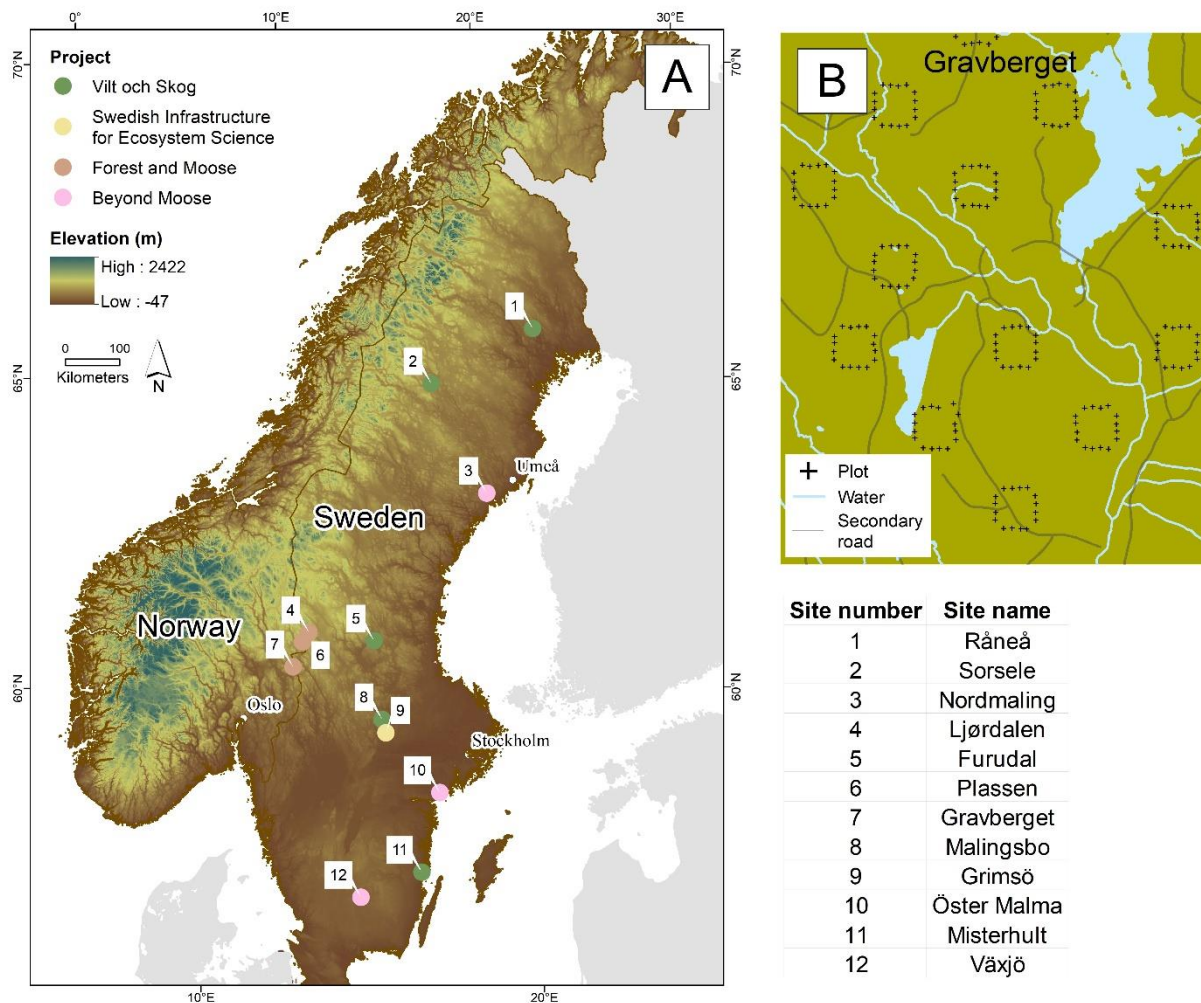 0°
10°E
20°E
30°E
70°N
70°N
65°N
65°N
60°N
60°N
10°E
20°E
A
Project
Vilt och Skog
Swedish Infrastructure
for Ecosystem Science
Forest and Moose
Beyond Moose
Elevation (m)
High : 2422
Low : -47
0 100
Kilometers
N
1
2
3
Umeå
Sweden
Norway
4
5
6
7
Oslo
8
9
Stockholm
10
11
12
B
Gravberget
Plot
Water
Secondary
road
Site number Site name
1 Råneå
2 Sorsele
3 Nordmaling
4 Ljørdalen
5 Furudal
6 Plassen
7 Gravberget
8 Malingsbo
9 Grimsö
10 Öster Malma
11 Misterhult
12 Växjö